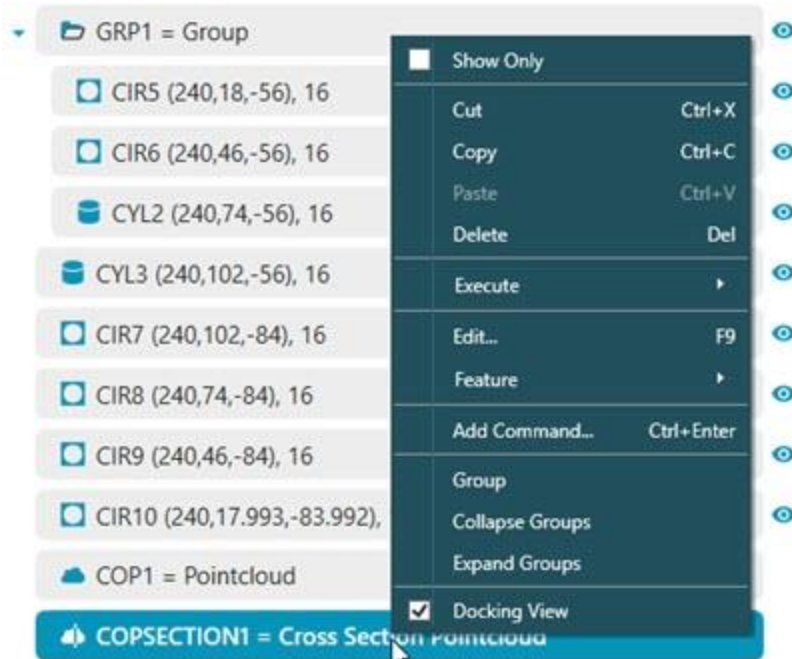 GRP1 = Group
CIR5 (240,18,-56), 16
CIR6 (240,46,-56), 16
CYL2 (240,74,-56), 16
CYL3 (240,102,-56), 16
CIR7 (240,102,-84), 16
CIR8 (240,74,-84), 16
CIR9 (240,46,-84), 16
CIR10 (240,17.993,-83.992),
COP1 = Pointcloud
COPSECTION1 = Cross Section Pointcloud
Show Only
Cut Ctrl+X
Copy Ctrl+C
Paste Ctrl+V
Delete Del
Execute
Edit... F9
Feature
Add Command... Ctrl+Enter
Group
Collapse Groups
Expand Groups
Docking View